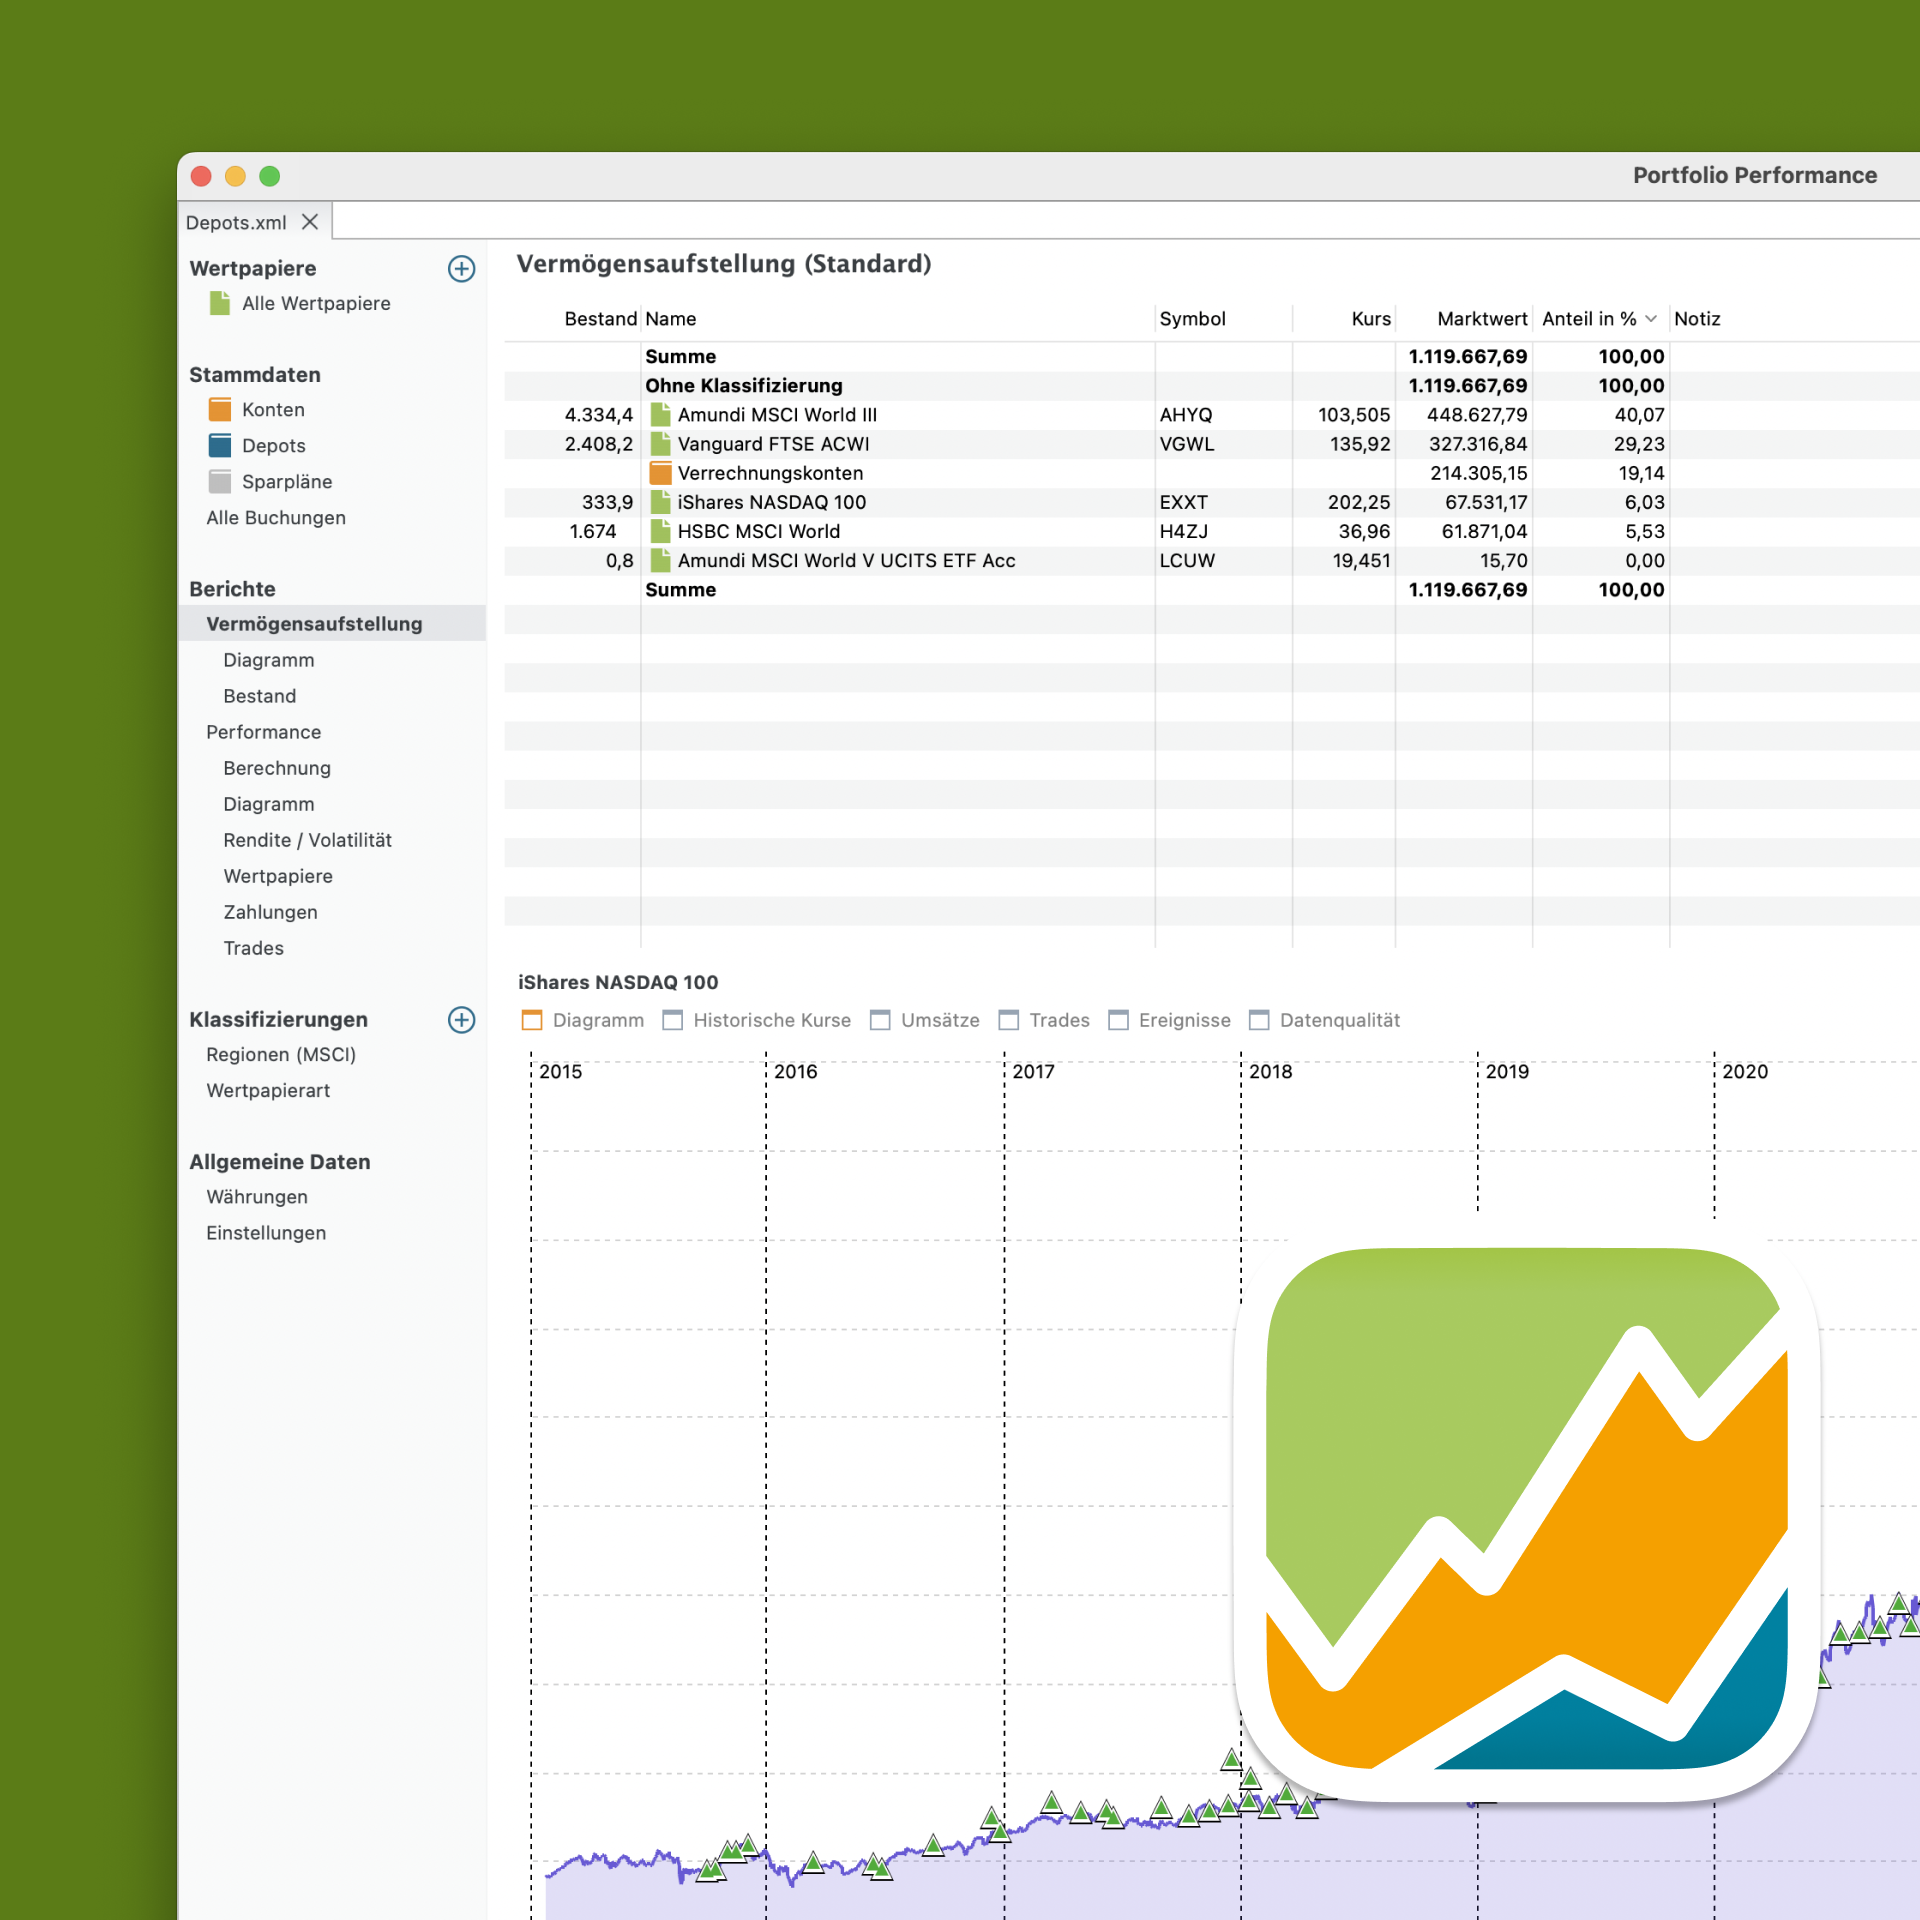 Portfolio Performance
Depots.xml
Wertpapiere
Alle Wertpapiere
Stammdaten
Konten
Depots
Sparpläne
Alle Buchungen
Berichte
Vermögensaufstellung
Diagramm
Bestand
Performance
Berechnung
Diagramm
Rendite / Volatilität
Wertpapiere
Zahlungen
Trades
Klassifizierungen
Regionen (MSCI)
Wertpapierart
Allgemeine Daten
Währungen
Einstellungen
Vermögensaufstellung (Standard)
Bestand Name Symbol Kurs Marktwert Anteil in % Notiz
Summe 1.119.667,69 100,00
Ohne Klassifizierung 1.119.667,69 100,00
4.334,4 Amundi MSCI World III AHYQ 103,505 448.627,79 40,07
2.408,2 Vanguard FTSE ACWI VGWL 135,92 327.316,84 29,23
Verrechnungskonten 214.305,15 19,14
333,9 iShares NASDAQ 100 EXXT 202,25 67.531,17 6,03
1.674 HSBC MSCI World H4ZJ 36,96 61.871,04 5,53
0,8 Amundi MSCI World V UCITS ETF Acc LCUW 19,451 15,70 0,00
Summe 1.119.667,69 100,00
iShares NASDAQ 100
Diagramm Historische Kurse Umsätze Trades Ereignisse Datenqualität
2015 2016 2017 2018 2019 2020